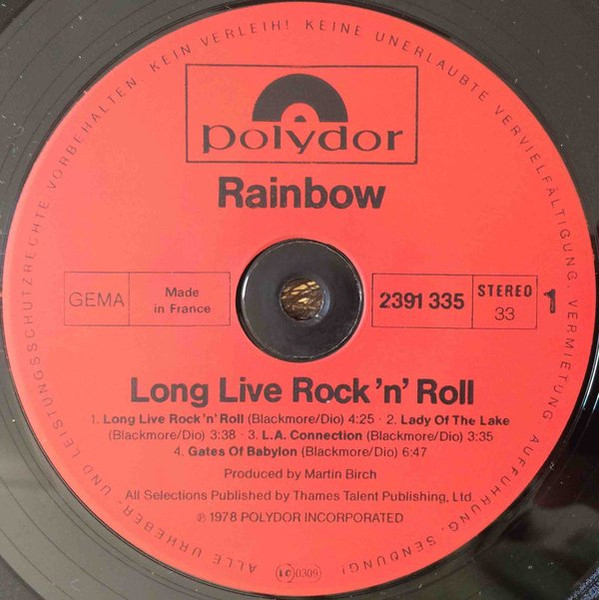 ALLE URHEBER- UND LEISTUNGSSCHUTZRECHTE VORBEHALTEN. KEIN VERLEIH! KEINE UNERLAUBTE VERVIELFÄLTIGUNG, VERMIETUNG, AUFFÜHRUNG, SENDUNG!
polydor
Rainbow
GEMA
Made
in France
2391 335
STEREO
33
1
Long Live Rock 'n' Roll
1. Long Live Rock 'n' Roll (Blackmore/Dio) 4:25 · 2. Lady Of The Lake
(Blackmore/Dio) 3:38 · 3. L.A. Connection (Blackmore/Dio) 3:35
4. Gates Of Babylon (Blackmore/Dio) 6:47
Produced by Martin Birch
All Selections Published by Thames Talent Publishing, Ltd.
℗ 1978 POLYDOR INCORPORATED
LC 0309